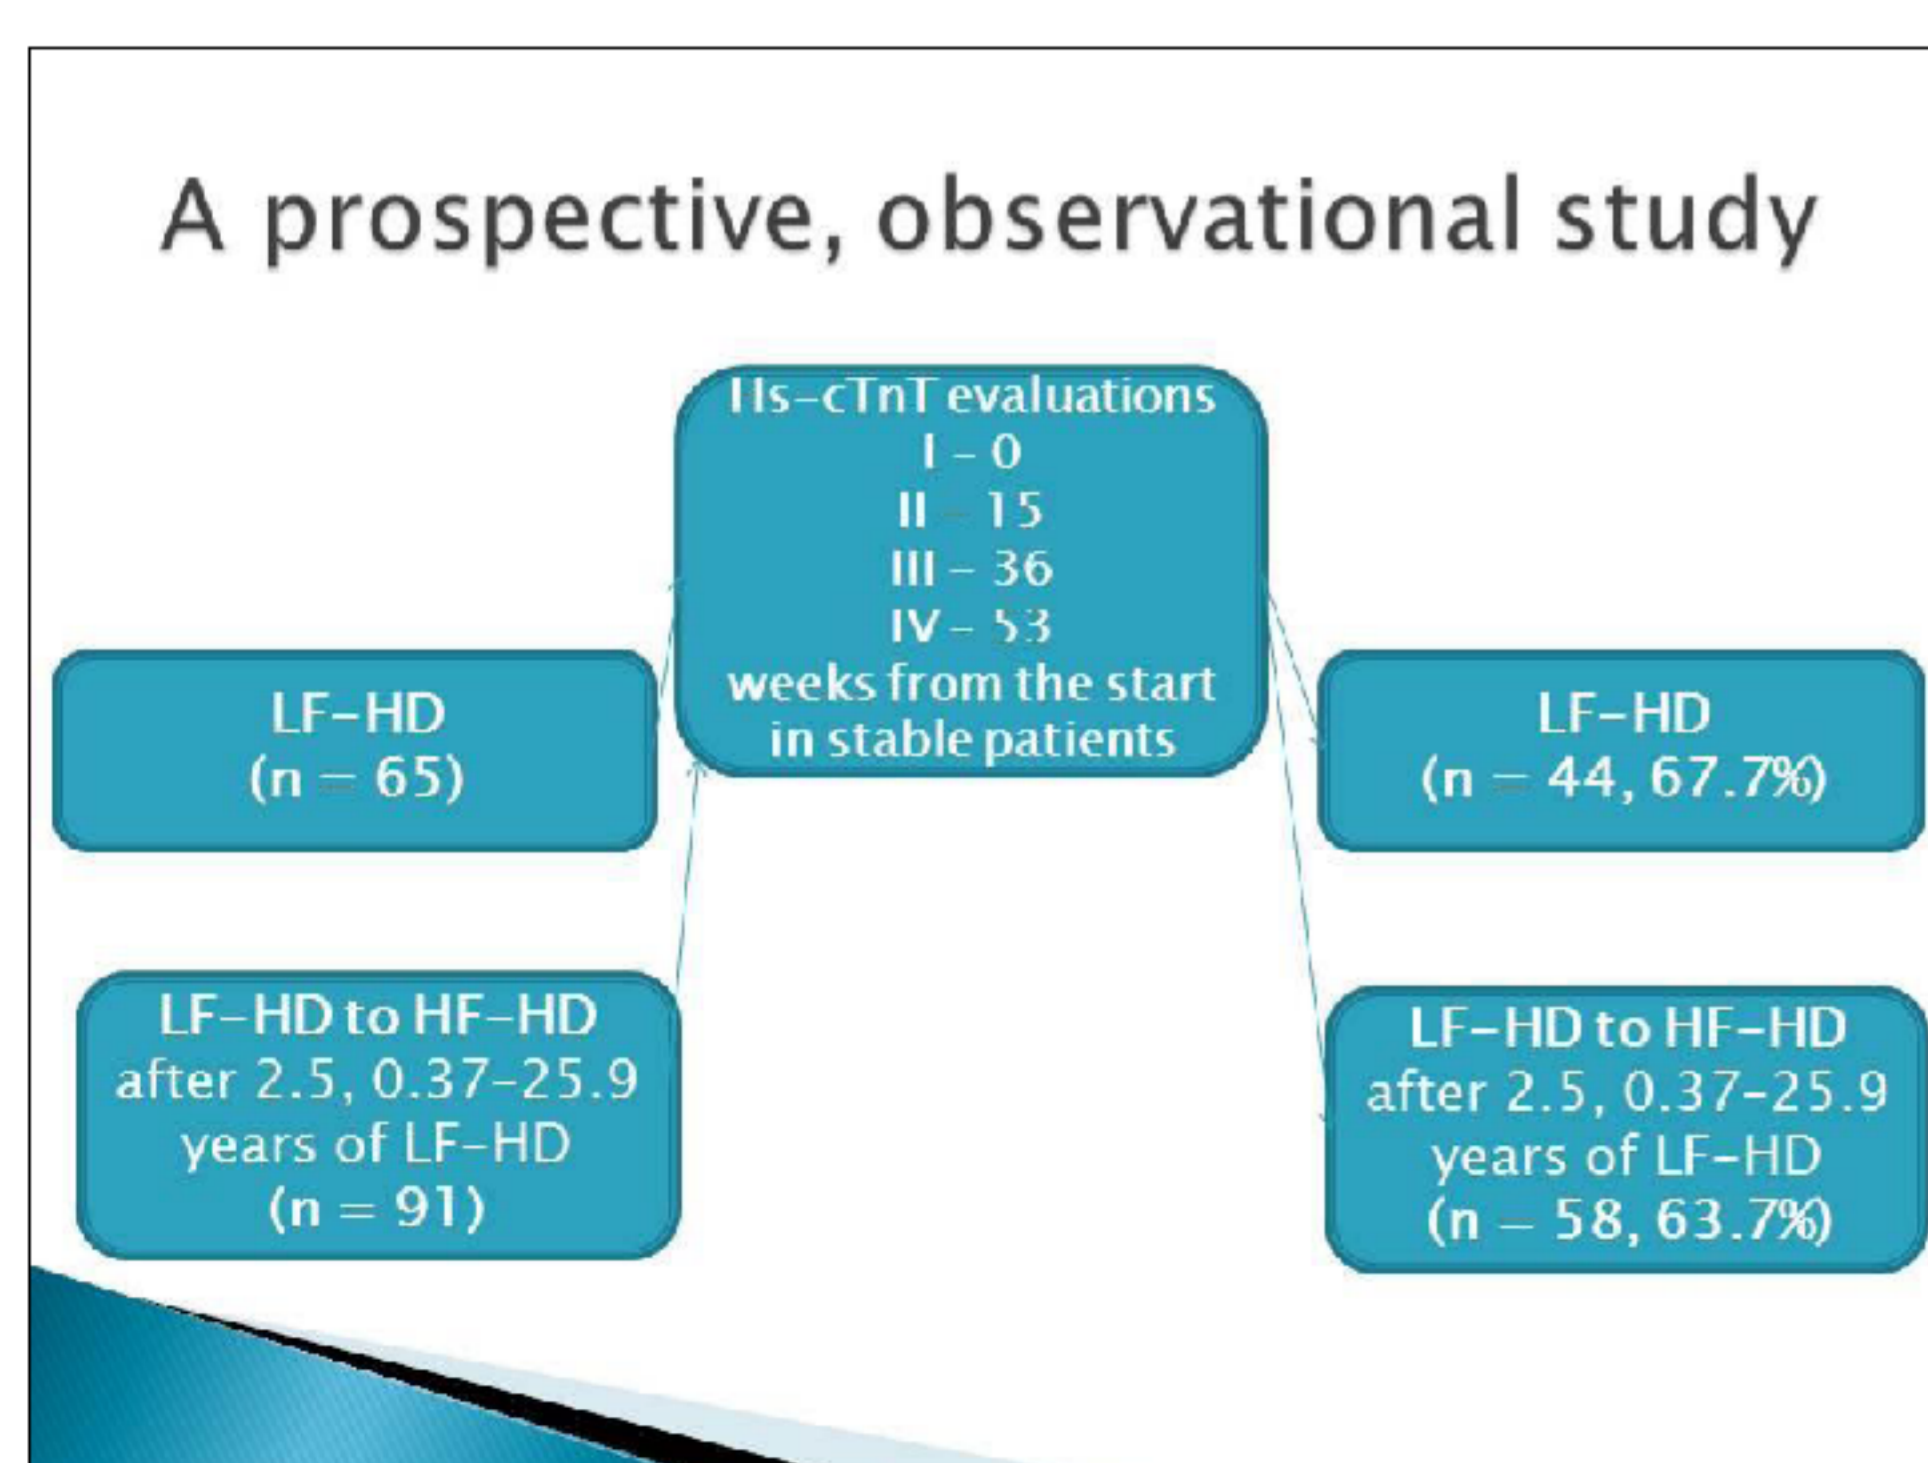 A prospective, observational study
Hs-cTnT evaluations
I - 0
II - 15
III - 36
IV - 53
weeks from the start
in stable patients
LF-HD
(n = 65)
LF-HD to HF-HD
after 2.5, 0.37-25.9
years of LF-HD
(n = 91)
LF-HD
(n = 44, 67.7%)
LF-HD to HF-HD
after 2.5, 0.37-25.9
years of LF-HD
(n = 58, 63.7%)